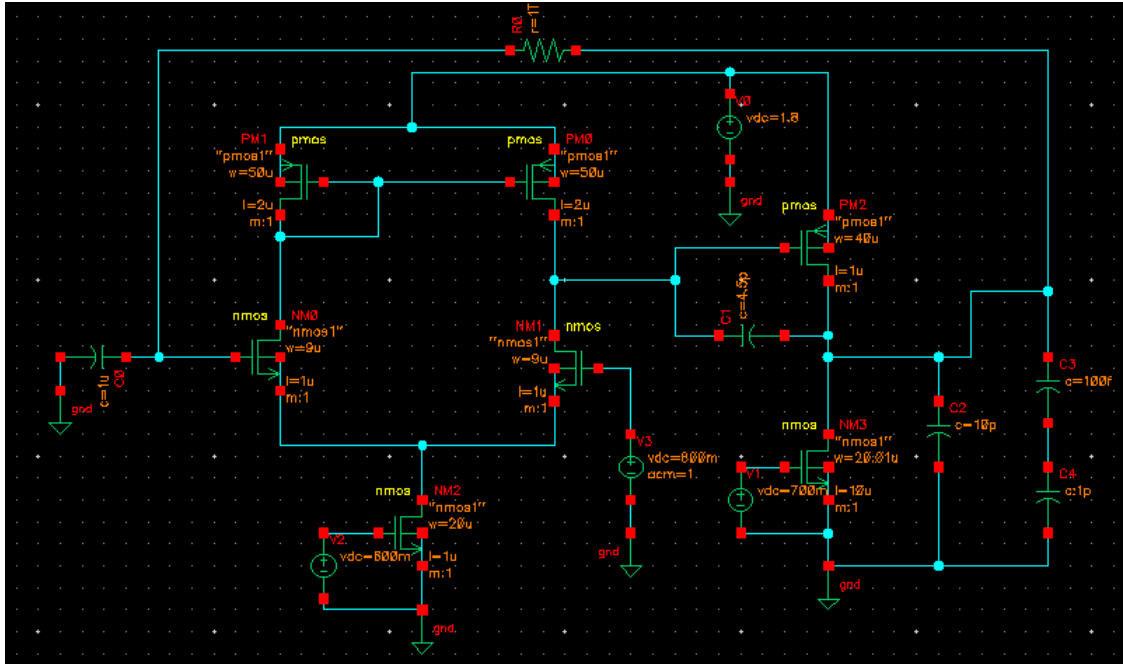 R0
r=1T
PM1
pmos
"pmos1"
w=50u
l=2u
m:1
pmos
PM0
"pmos1"
w=50u
l=2u
m:1
V0
vdc=1.8
gnd
pmos
PM2
"pmos1"
w=40u
l=1u
m:1
C1
c=4.5p
nmos
NM0
"nmos1"
w=9u
l=1u
m:1
NM1
nmos
"nmos1"
w=9u
l=1u
m:1
c=1u
C0
gnd
V3
vdc=800m
acm=1
gnd
nmos
NM3
"nmos1"
w=20.01u
l=10u
m:1
V1
vdc=700m
gnd
C2
c=10p
C3
c=100f
C4
c:1p
nmos
NM2
"nmos1"
w=20u
l=1u
m:1
V2
gnd